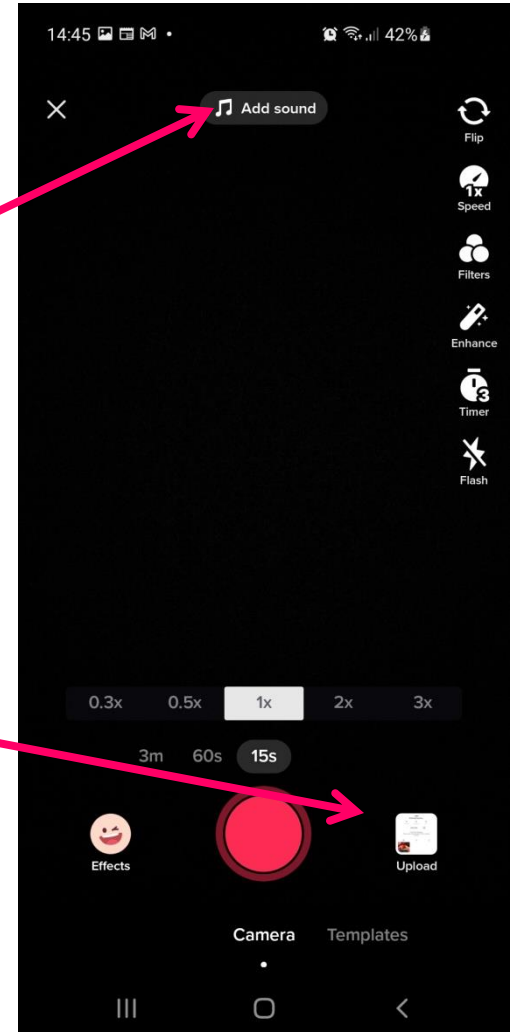 14:45 42%
Add sound
Flip
1x
Speed
Filters
Enhance
3
Timer
Flash
0.3x 0.5x 1x 2x 3x
3m 60s 15s
Effects
Upload
Camera Templates